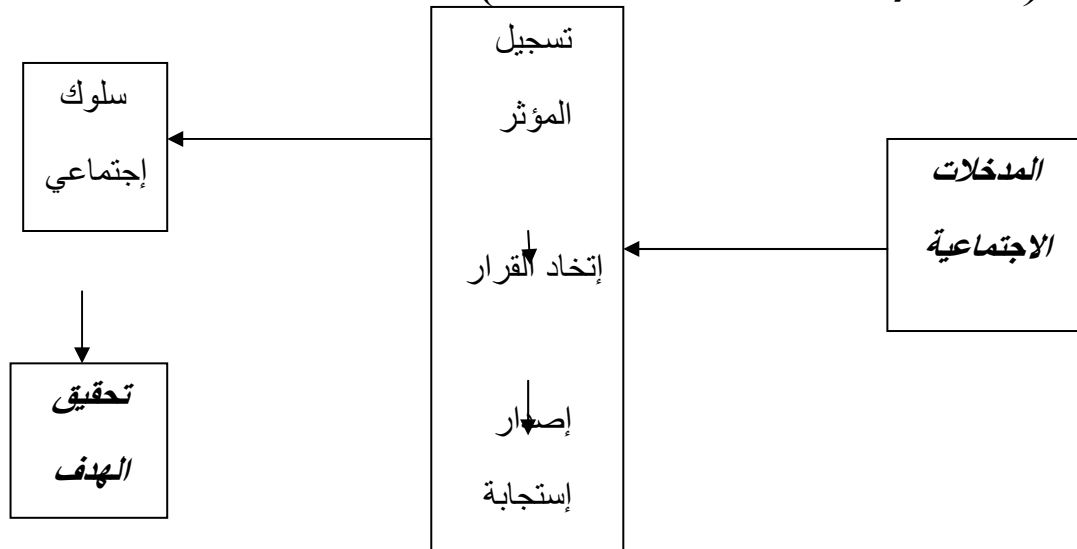 المدخلات
الاجتماعية
تسجيل
المؤثر
إتخاد القرار
إصدار
إستجابة
سلوك
إجتماعي
تحقيق
الهدف